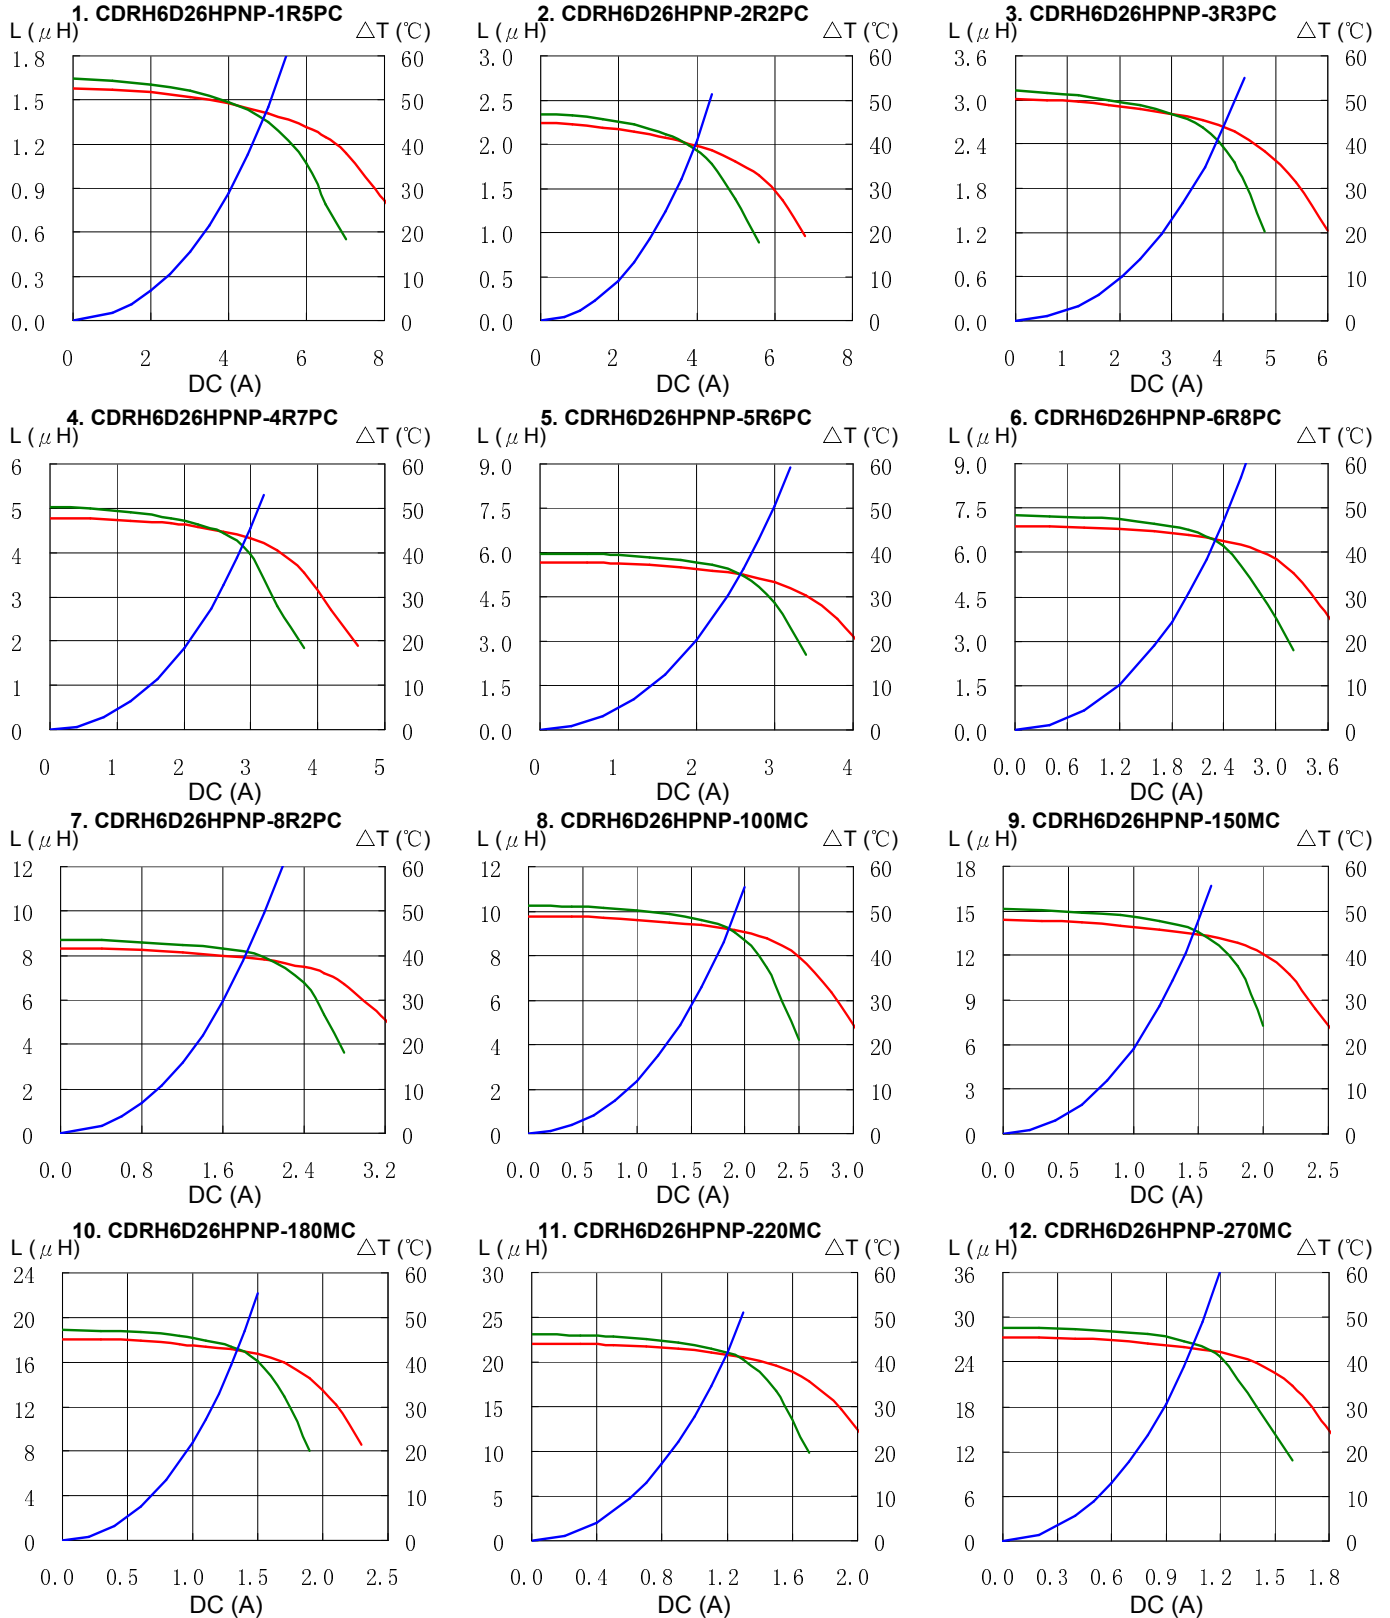 1. CDRH6D26HPNP-1R5PC
L (μH) △T (℃)
1.8 60
1.5 50
1.2 40
0.9 30
0.6 20
0.3 10
0.0 0
0 2 4 6 8
DC (A)
2. CDRH6D26HPNP-2R2PC
L (μH) △T (℃)
3.0 60
2.5 50
2.0 40
1.5 30
1.0 20
0.5 10
0.0 0
0 2 4 6 8
DC (A)
3. CDRH6D26HPNP-3R3PC
L (μH) △T (℃)
3.6 60
3.0 50
2.4 40
1.8 30
1.2 20
0.6 10
0.0 0
0 1 2 3 4 5 6
DC (A)
4. CDRH6D26HPNP-4R7PC
L (μH) △T (℃)
6 60
5 50
4 40
3 30
2 20
1 10
0 0
0 1 2 3 4 5
DC (A)
5. CDRH6D26HPNP-5R6PC
L (μH) △T (℃)
9.0 60
7.5 50
6.0 40
4.5 30
3.0 20
1.5 10
0.0 0
0 1 2 3 4
DC (A)
6. CDRH6D26HPNP-6R8PC
L (μH) △T (℃)
9.0 60
7.5 50
6.0 40
4.5 30
3.0 20
1.5 10
0.0 0
0.0 0.6 1.2 1.8 2.4 3.0 3.6
DC (A)
7. CDRH6D26HPNP-8R2PC
L (μH) △T (℃)
12 60
10 50
8 40
6 30
4 20
2 10
0 0
0.0 0.8 1.6 2.4 3.2
DC (A)
8. CDRH6D26HPNP-100MC
L (μH) △T (℃)
12 60
10 50
8 40
6 30
4 20
2 10
0 0
0.0 0.5 1.0 1.5 2.0 3.0
DC (A)
9. CDRH6D26HPNP-150MC
L (μH) △T (℃)
18 60
15 50
12 40
9 30
6 20
3 10
0 0
0.0 0.5 1.0 1.5 2.0 2.5
DC (A)
10. CDRH6D26HPNP-180MC
L (μH) △T (℃)
24 60
20 50
16 40
12 30
8 20
4 10
0 0
0.0 0.5 1.0 1.5 2.0 2.5
DC (A)
11. CDRH6D26HPNP-220MC
L (μH) △T (℃)
30 60
25 50
20 40
15 30
10 20
5 10
0 0
0.0 0.4 0.8 1.2 1.6 2.0
DC (A)
12. CDRH6D26HPNP-270MC
L (μH) △T (℃)
36 60
30 50
24 40
18 30
12 20
6 10
0 0
0.0 0.3 0.6 0.9 1.2 1.5 1.8
DC (A)